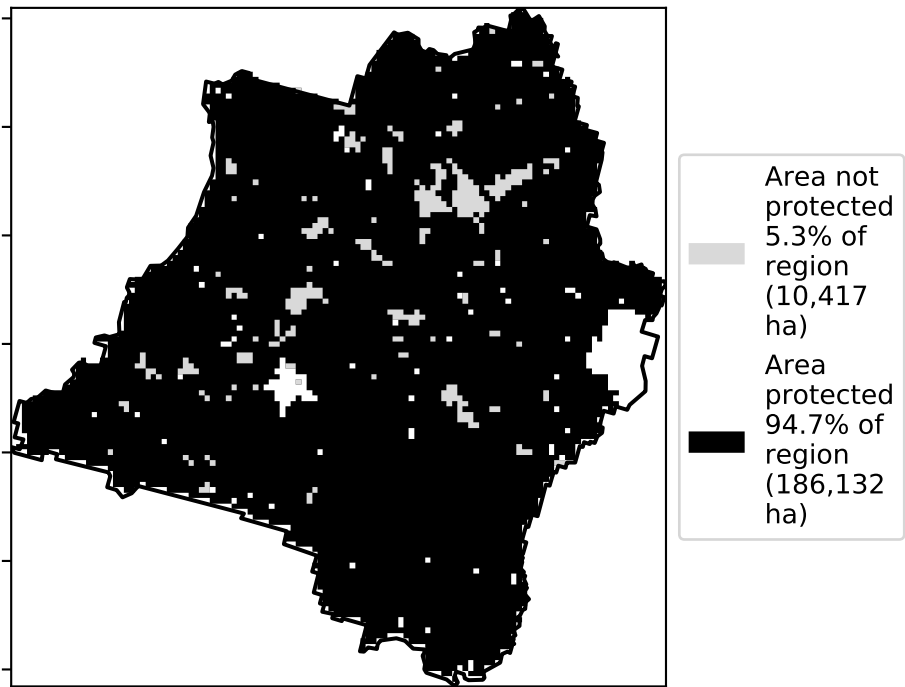 Area not
protected
5.3% of
region
(10,417
ha)
Area
protected
94.7% of
region
(186,132
ha)